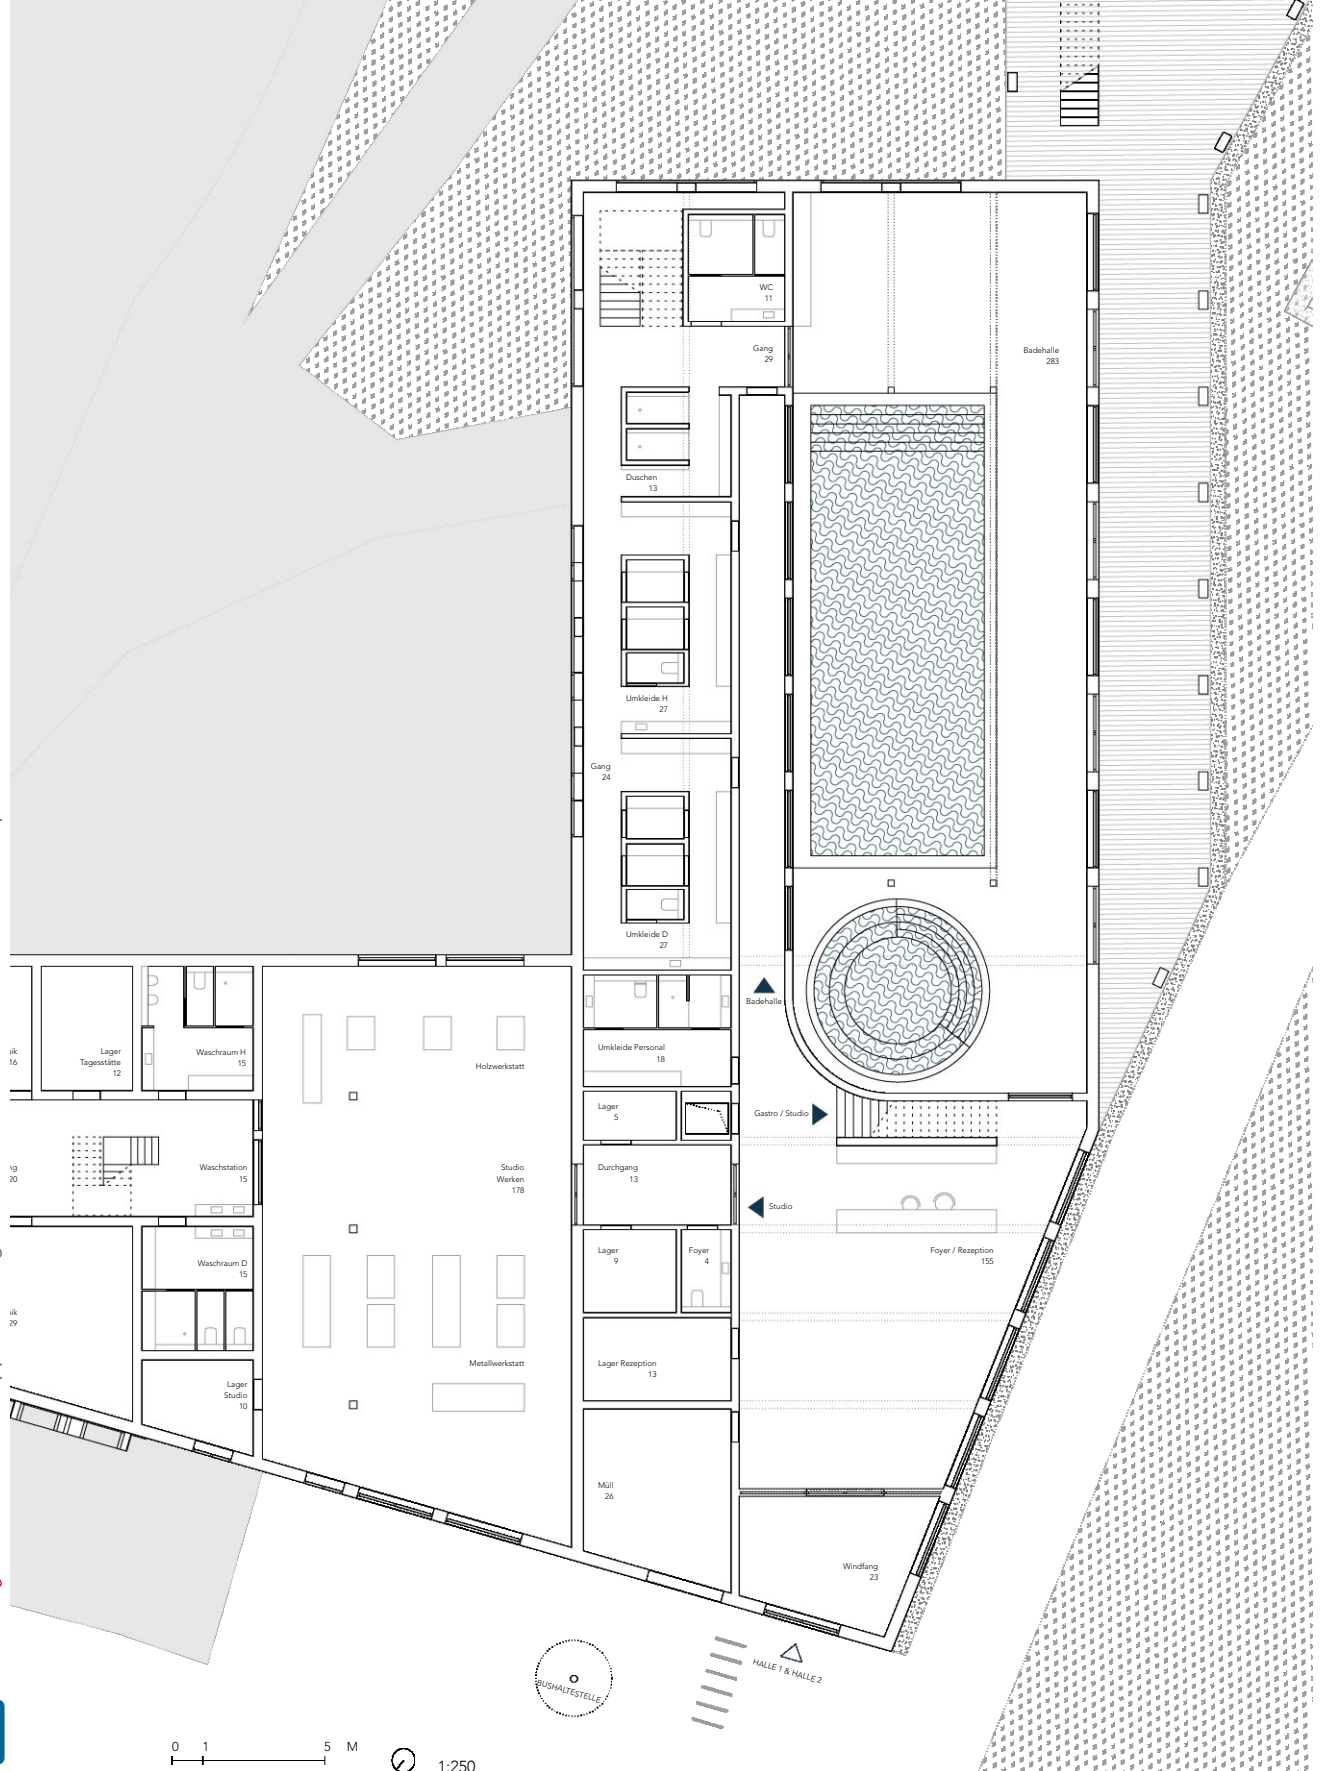 WC
11
Gang
29
Badehalle
283
Duschen
13
Umkleide H
27
Gang
24
Umkleide D
27
Badehalle
Umkleide Personal
18
Lager
Tagesstätte
12
Waschraum H
15
Holzwerkstatt
Lager
5
Gastro / Studio
Waschstation
15
Studio
Werken
178
Durchgang
13
Studio
Lager
9
Foyer
4
Foyer / Rezeption
155
Waschraum D
15
Metallwerkstatt
Lager Rezeption
13
Lager
Studio
10
Müll
26
Windfang
23
HALLE 1 & HALLE 2
BUSHALTESTELLE
0 1 5 M
1:250